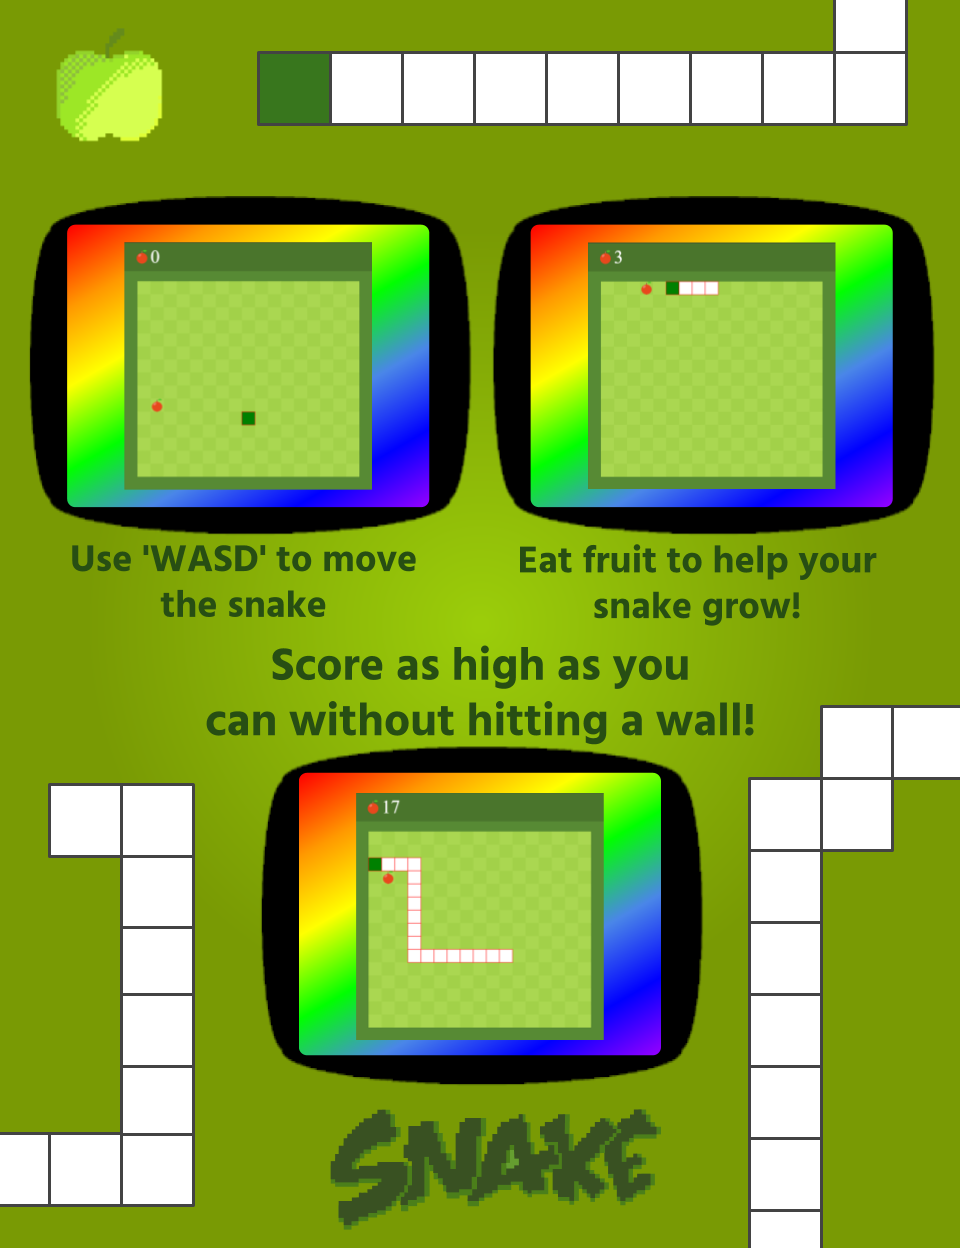 0
3
Use 'WASD' to move
the snake
Eat fruit to help your
snake grow!
Score as high as you
can without hitting a wall!
17
SNAKE